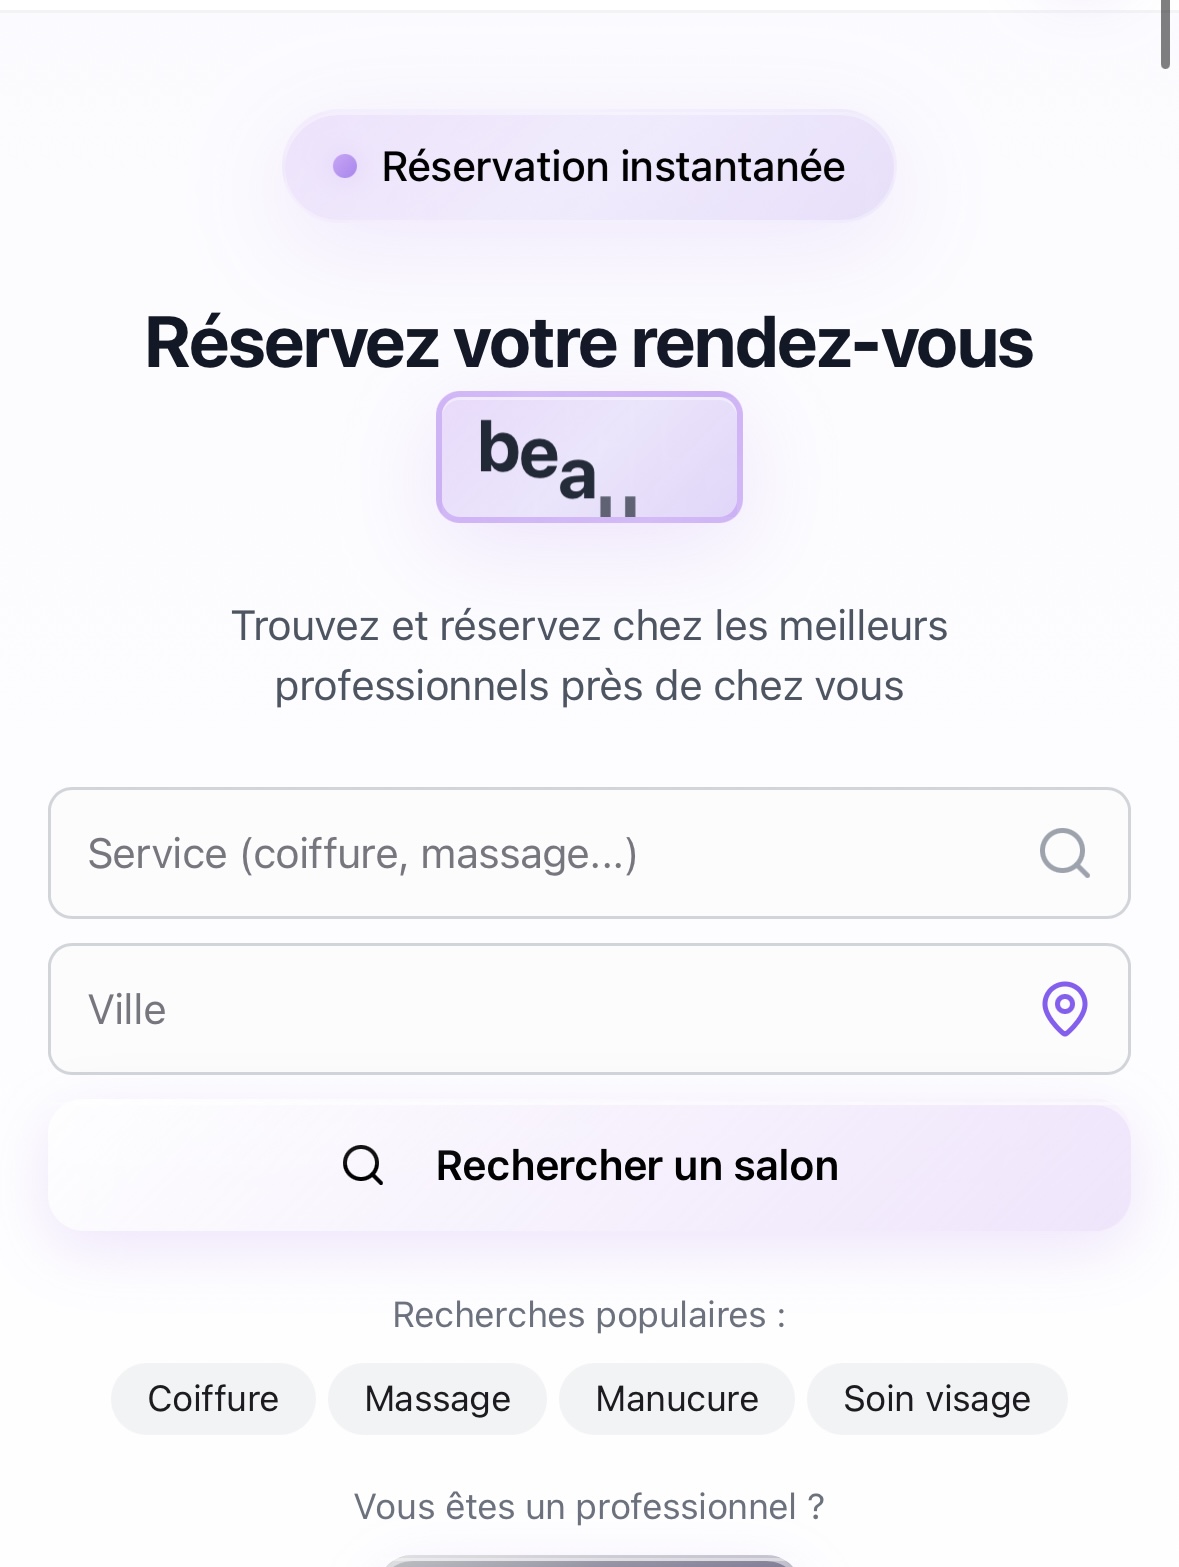 Réservation instantanée
Réservez votre rendez-vous
bea
Trouvez et réservez chez les meilleurs
professionnels près de chez vous
Service (coiffure, massage...)
Ville
Rechercher un salon
Recherches populaires :
Coiffure Massage Manucure Soin visage
Vous êtes un professionnel ?